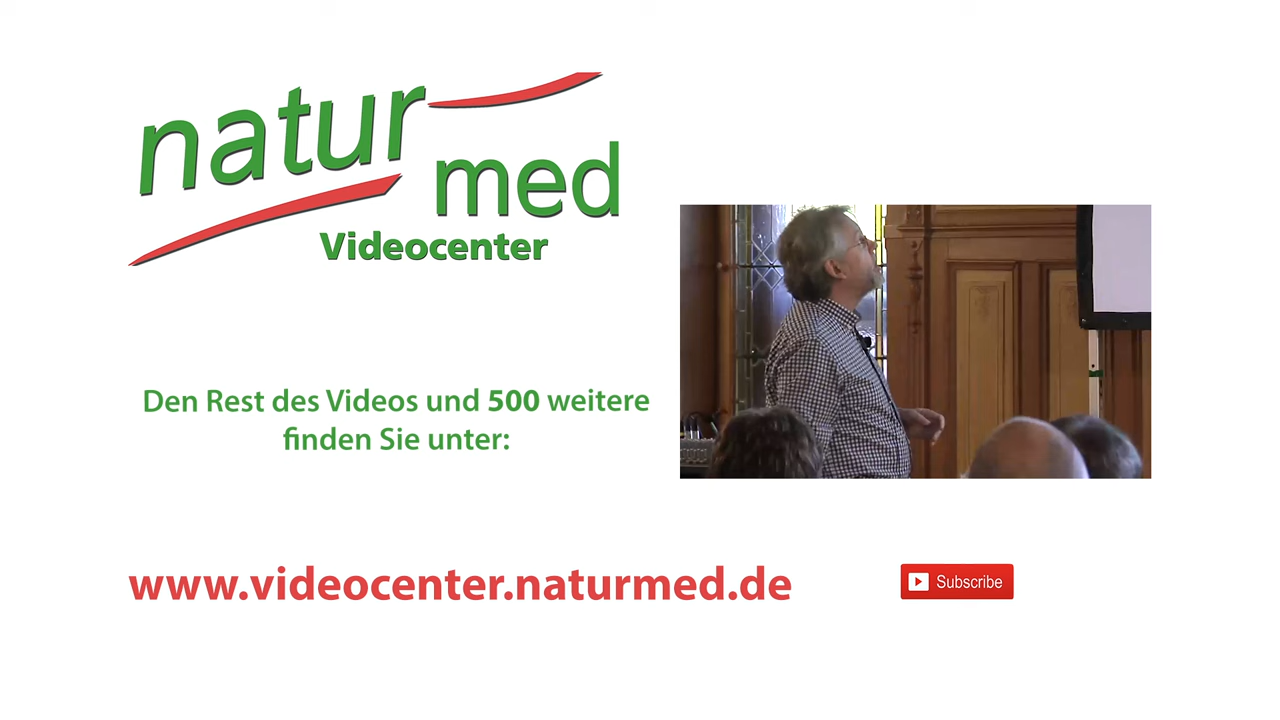 natur
med
Videocenter
Den Rest des Videos und 500 weitere
finden Sie unter:
www.videocenter.naturmed.de
Subscribe